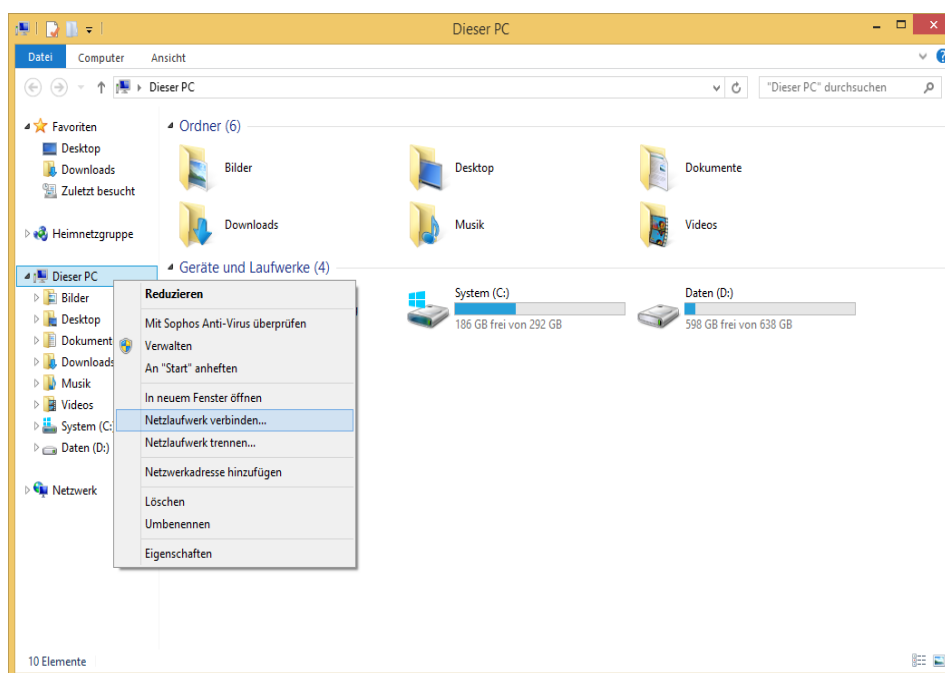 Dieser PC
Datei Computer Ansicht
Dieser PC
"Dieser PC" durchsuchen
Favoriten
Desktop
Downloads
Zuletzt besucht
Heimnetzgruppe
Dieser PC
Bilder
Desktop
Dokument
Downloads
Musik
Videos
System (C:
Daten (D:)
Netzwerk
Ordner (6)
Bilder
Desktop
Dokumente
Downloads
Musik
Videos
Geräte und Laufwerke (4)
System (C:)
186 GB frei von 292 GB
Daten (D:)
598 GB frei von 638 GB
Reduzieren
Mit Sophos Anti-Virus überprüfen
Verwalten
An "Start" anheften
In neuem Fenster öffnen
Netzlaufwerk verbinden...
Netzlaufwerk trennen...
Netzwerkadresse hinzufügen
Löschen
Umbenennen
Eigenschaften
10 Elemente